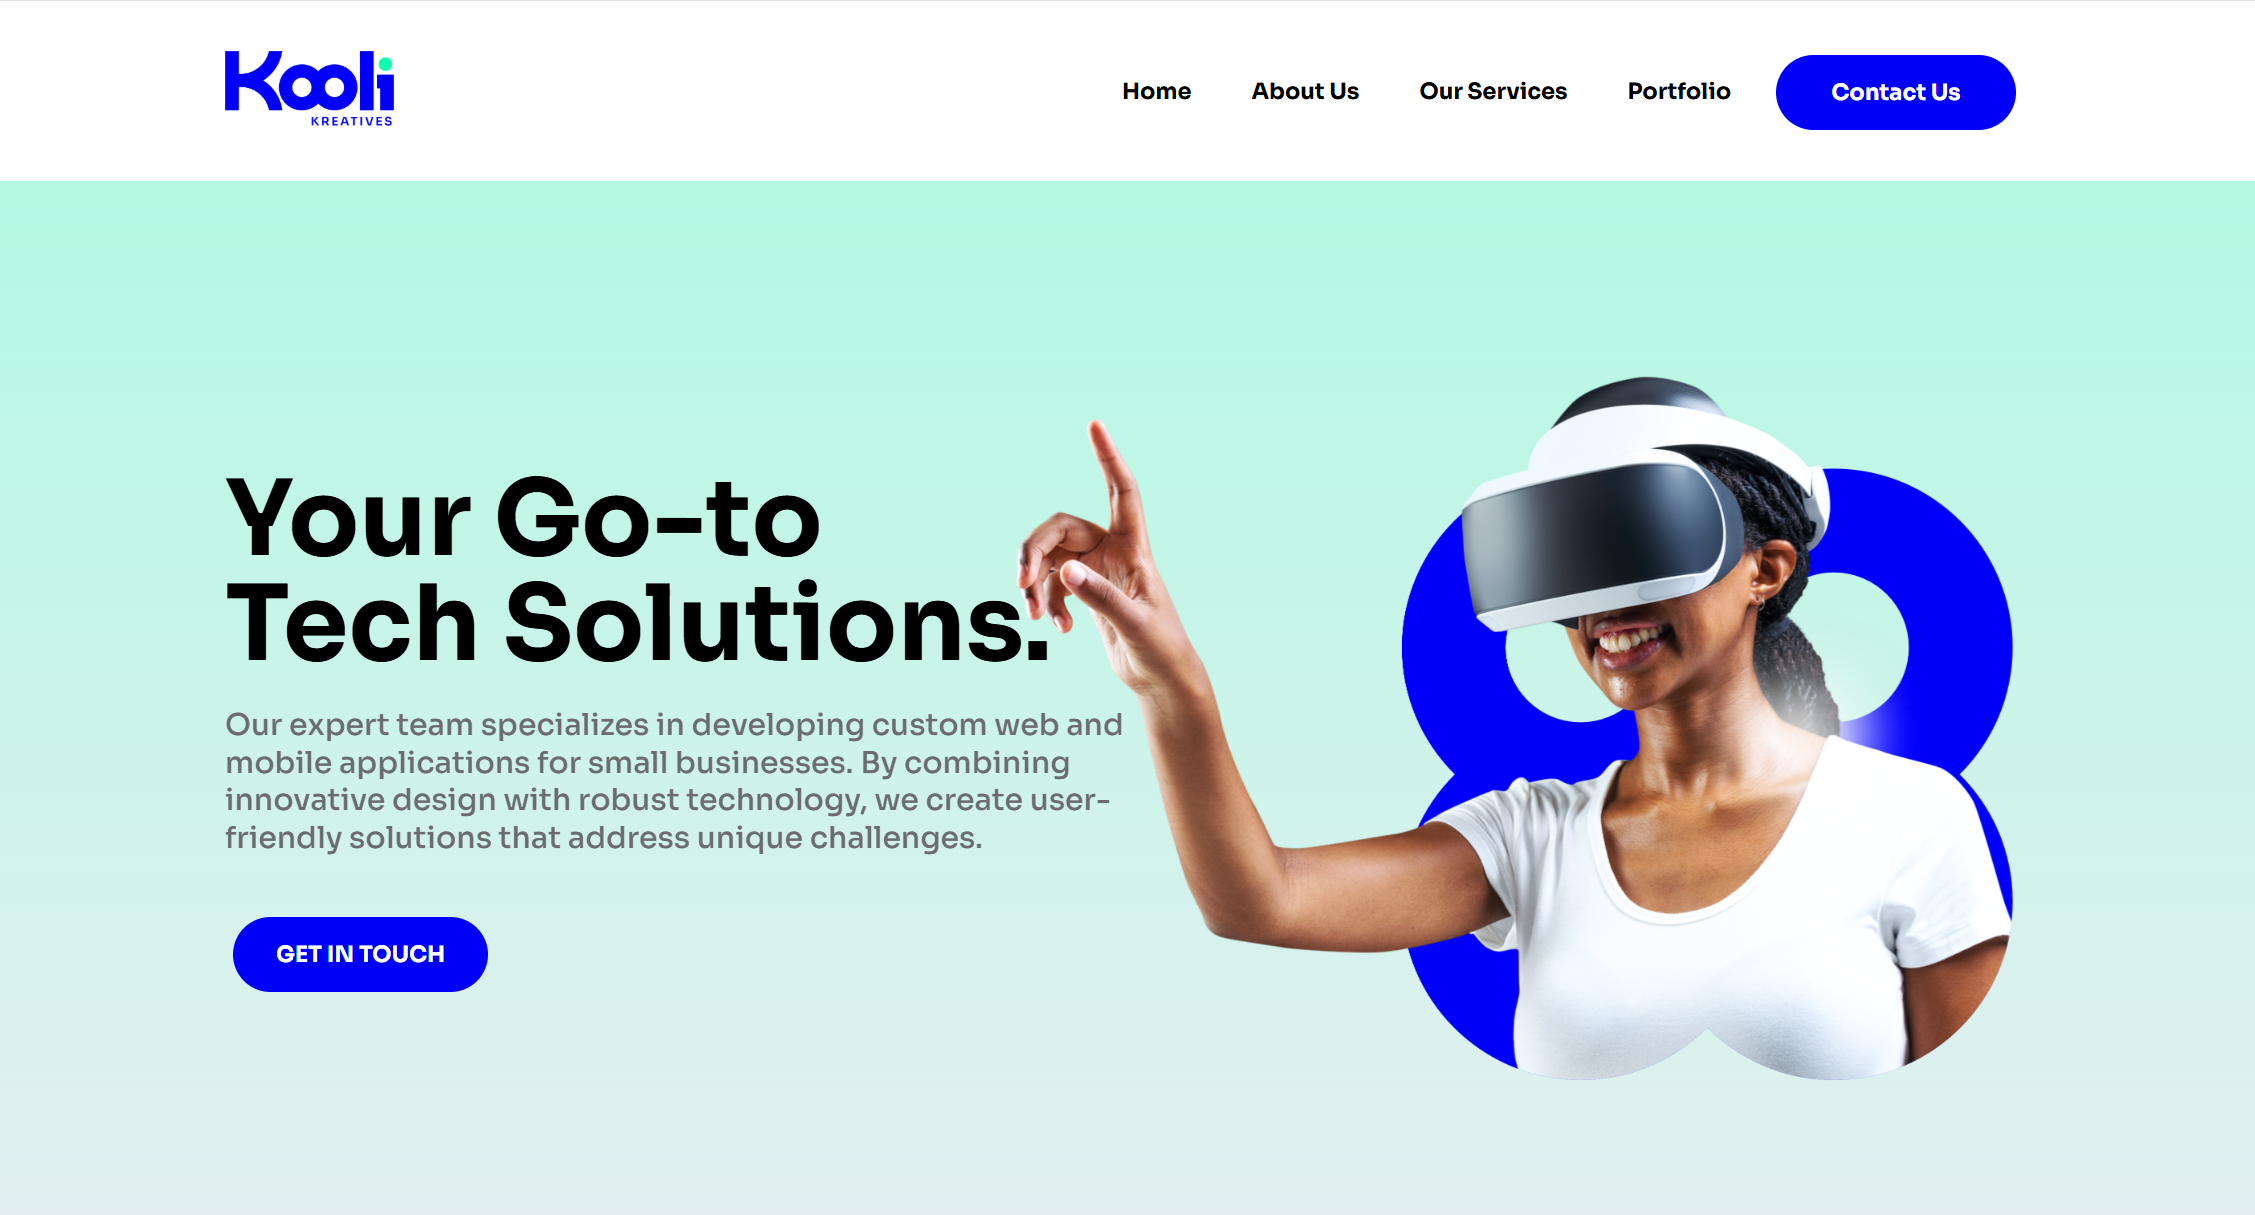 Kooli
KREATIVES
Home About Us Our Services Portfolio Contact Us
Your Go-to
Tech Solutions.
Our expert team specializes in developing custom web and
mobile applications for small businesses. By combining
innovative design with robust technology, we create user-
friendly solutions that address unique challenges.
GET IN TOUCH